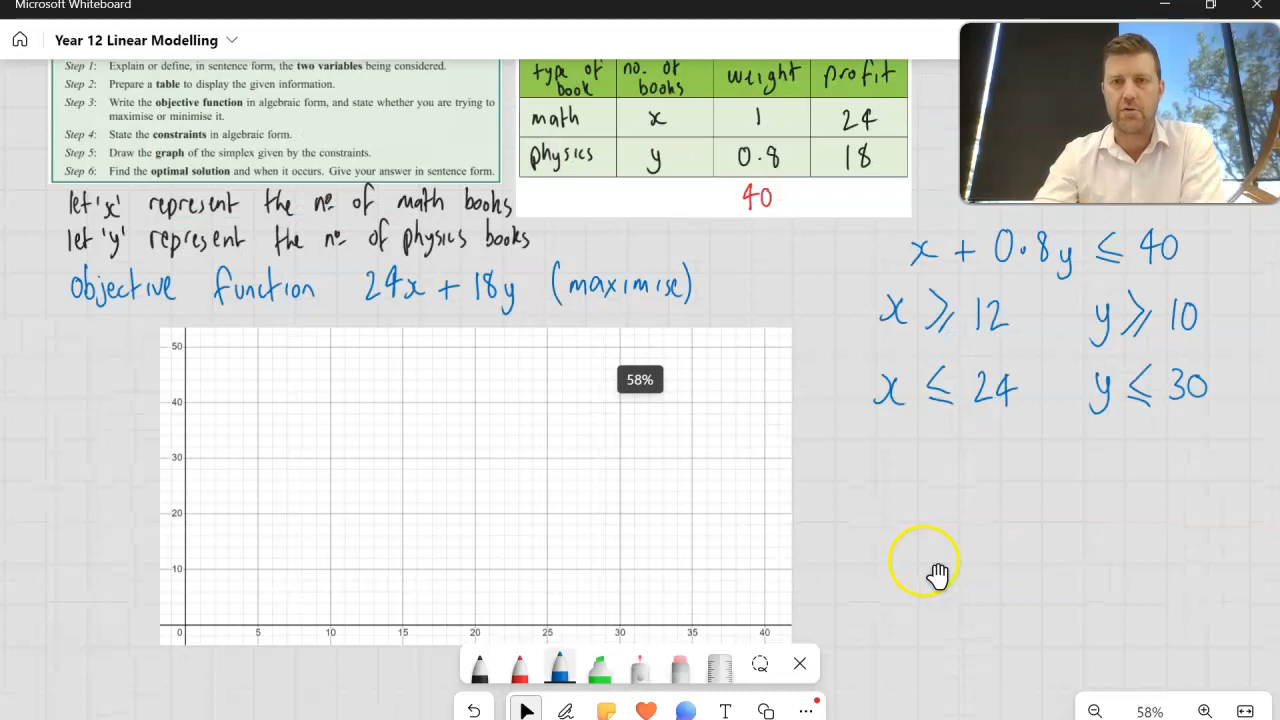 Microsoft Whiteboard
Year 12 Linear Modelling
Step 1: Explain or define, in sentence form, the two variables being considered.
Step 2: Prepare a table to display the given information.
Step 3: Write the objective function in algebraic form, and state whether you are trying to
maximise or minimise it.
Step 4: State the constraints in algebraic form.
Step 5: Draw the graph of the simplex given by the constraints.
Step 6: Find the optimal solution and when it occurs. Give your answer in sentence form.
type of book no. of books weight profit
math x 1 24
physics y 0.8 18
40
let 'x' represent the no. of math books
let 'y' represent the no. of physics books
objective function 24x + 18y (maximise)
x + 0.8y ≤ 40
x ⩾ 12 y ⩾ 10
x ≤ 24 y ≤ 30
50
40
30
20
10
0 5 10 15 20 25 30 35 40
58%
T
58%